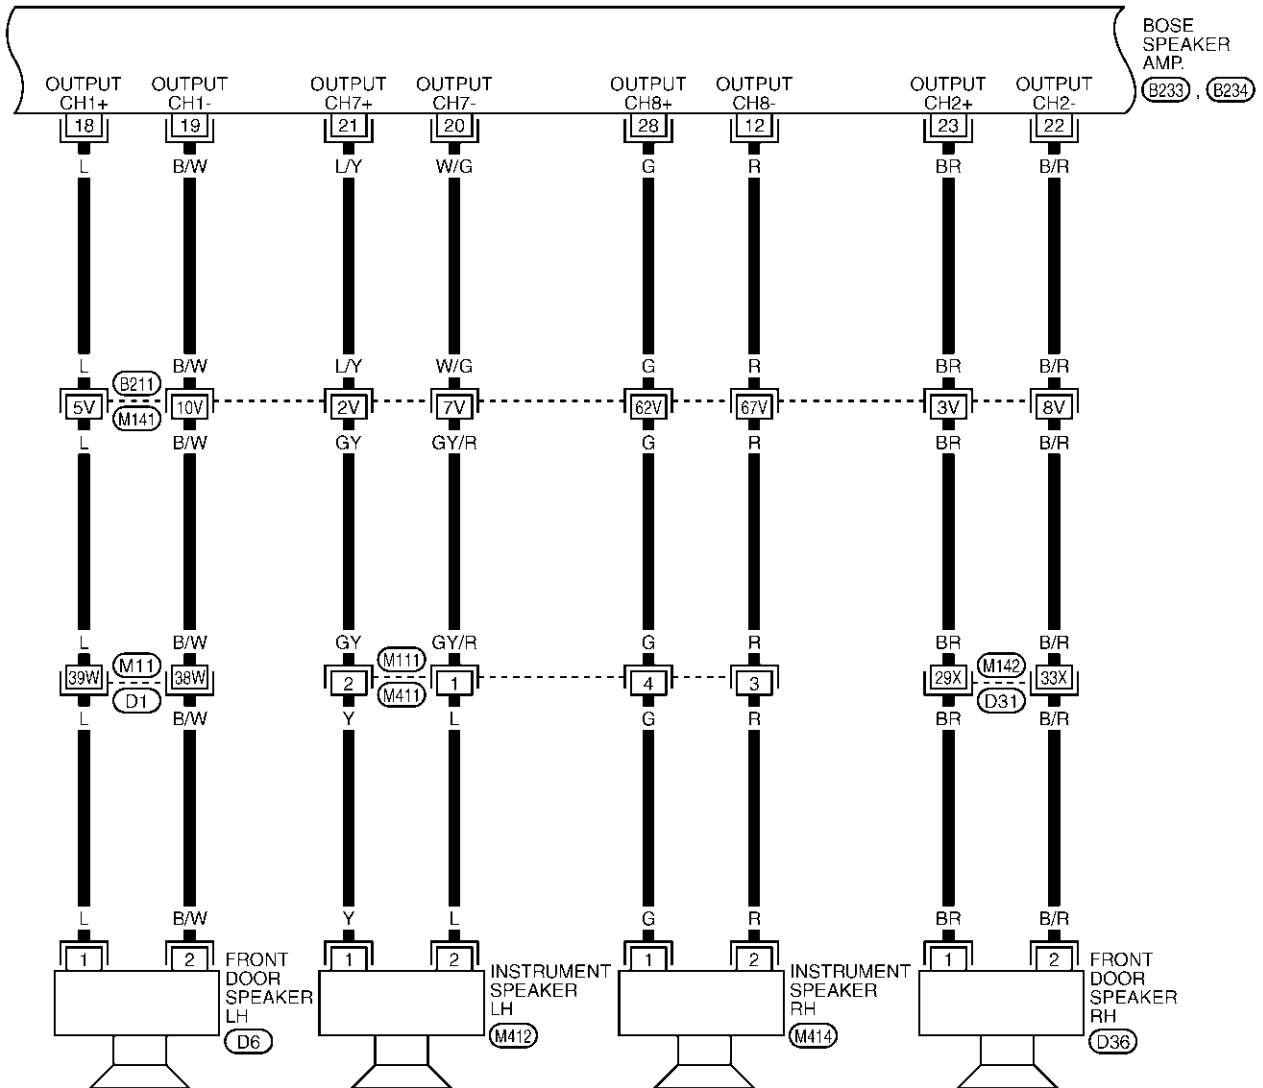 BOSE
SPEAKER
AMP.
B233 , B234
OUTPUT CH1+ OUTPUT CH1- OUTPUT CH7+ OUTPUT CH7- OUTPUT CH8+ OUTPUT CH8- OUTPUT CH2+ OUTPUT CH2-
18 19 21 20 28 12 23 22
L B/W L/Y W/G G R BR B/R
L B/W L/Y W/G G R BR B/R
B211
5V 10V 2V 7V 62V 67V 3V 8V
M141
L B/W GY GY/R G R BR B/R
L B/W GY GY/R G R BR B/R
M11 M111 M142
39W 38W 2 1 4 3 29X 33X
D1 M411 D31
L B/W Y L G R BR B/R
L B/W Y L G R BR B/R
1 2 1 2 1 2 1 2
FRONT
DOOR
SPEAKER
LH
D6
INSTRUMENT
SPEAKER
LH
M412
INSTRUMENT
SPEAKER
RH
M414
FRONT
DOOR
SPEAKER
RH
D36